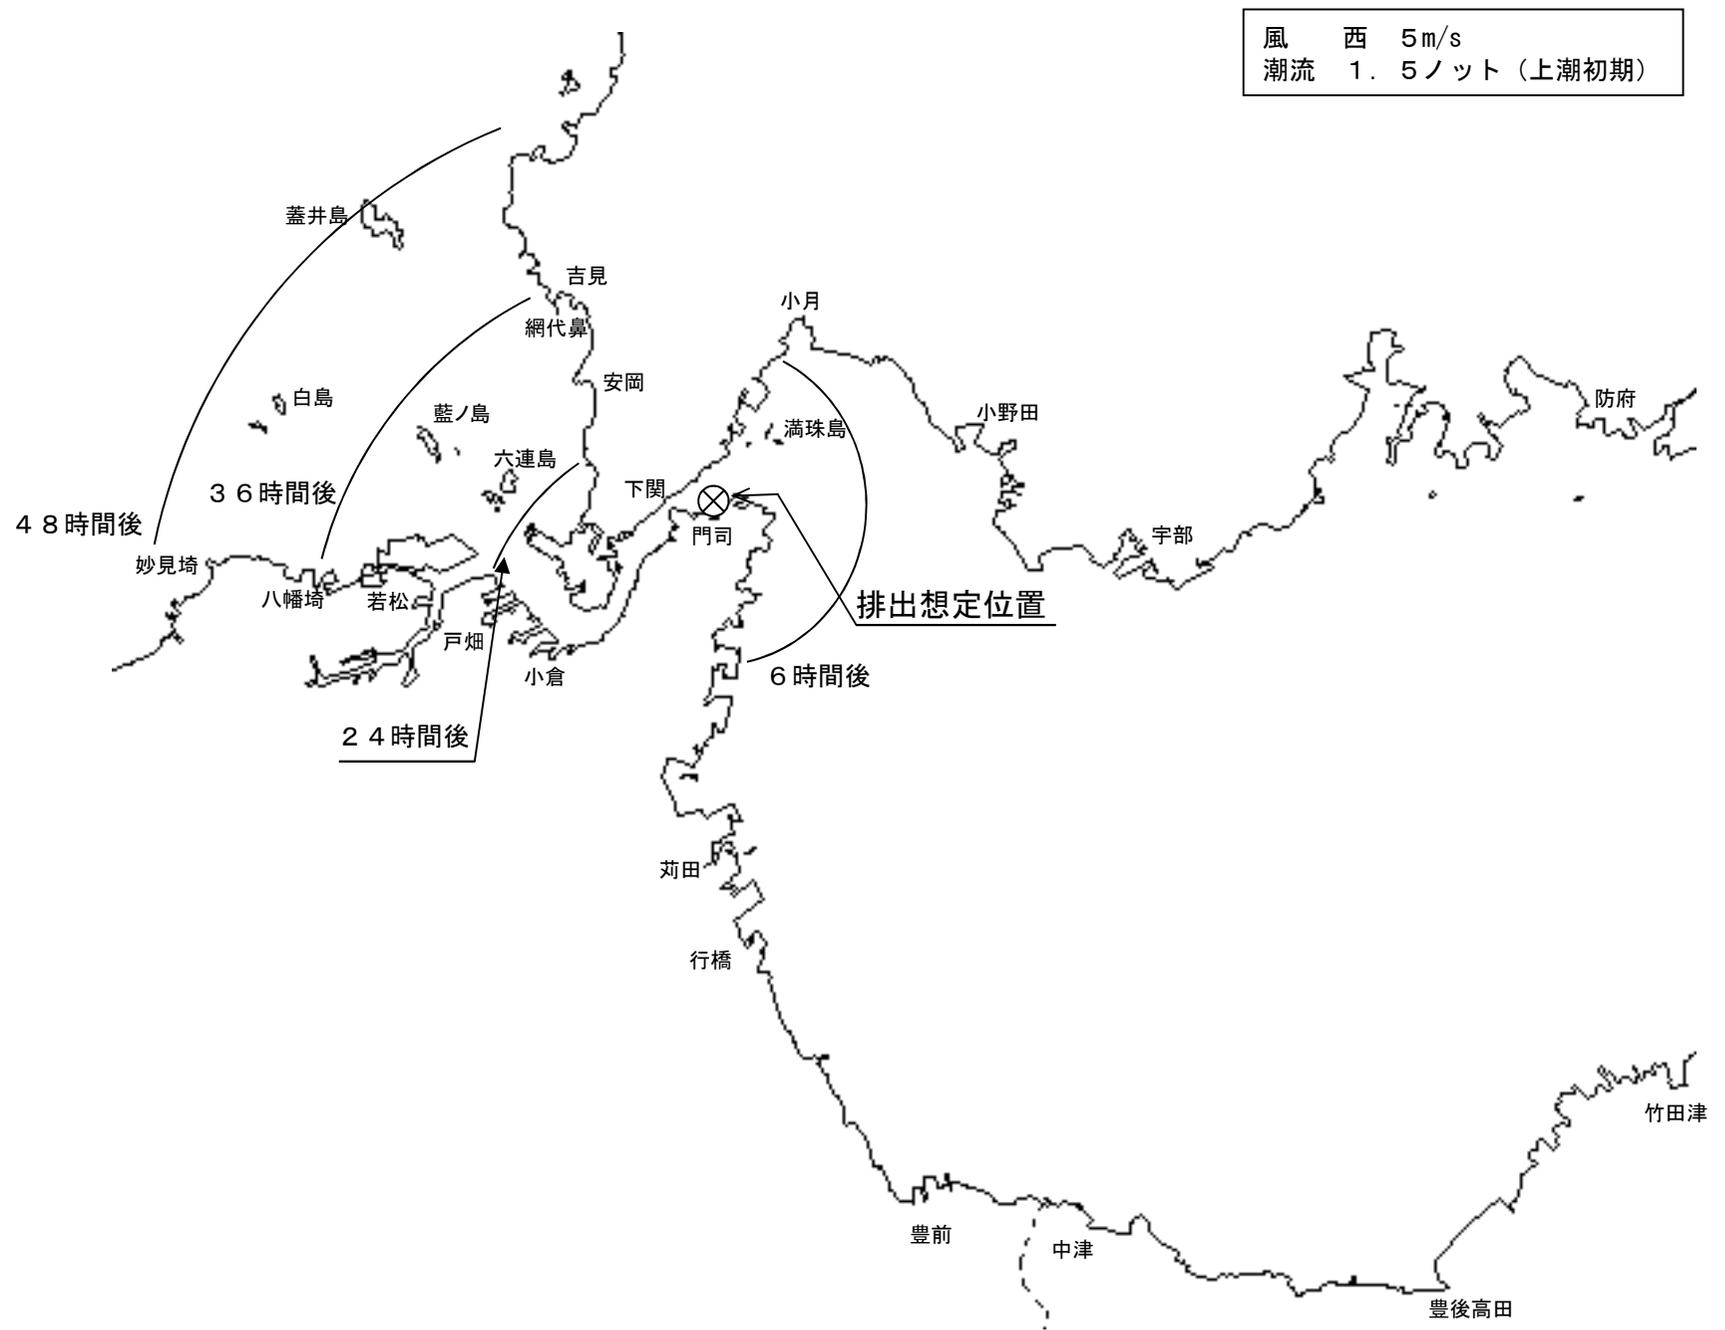 風　　西　５m/s
潮流　１．５ノット（上潮初期）
蓋井島
吉見
網代鼻
小月
安岡
白島
藍ノ島
小野田
防府
満珠島
六連島
下関
３６時間後
４８時間後
門司
宇部
妙見埼
八幡埼
若松
戸畑
小倉
排出想定位置
６時間後
２４時間後
苅田
行橋
豊前
中津
竹田津
豊後高田